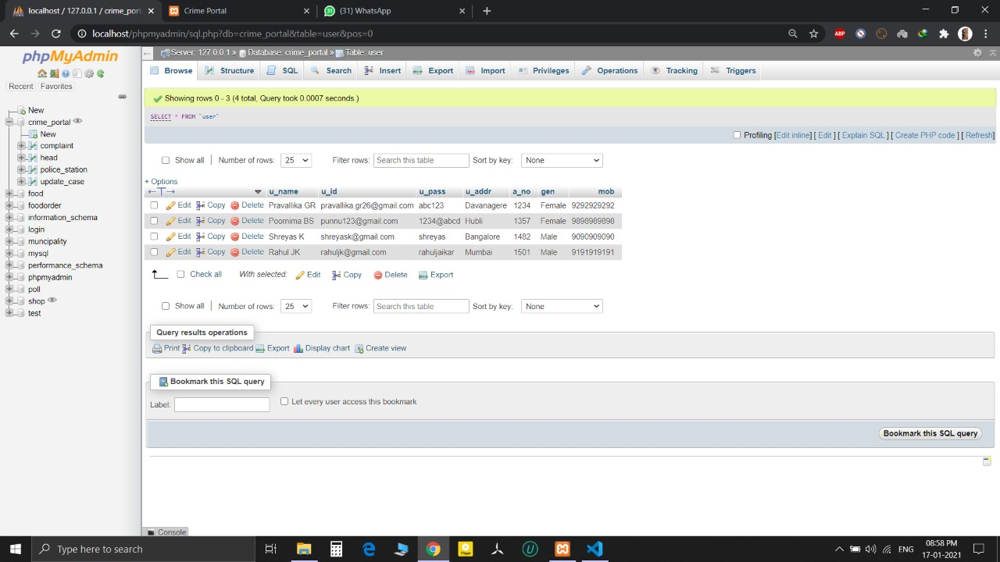 localhost / 127.0.0.1 / crime_port
Crime Portal
(31) WhatsApp
localhost/phpmyadmin/sql.php?db=crime_portal&table=user&pos=0
phpMyAdmin
Recent Favorites
New
crime_portal
New
complaint
head
police_station
update_case
food
foodorder
information_schema
login
muncipality
mysql
performance_schema
phpmyadmin
poll
shop
test
Server: 127.0.0.1 » Database: crime_portal » Table: user
Browse Structure SQL Search Insert Export Import Privileges Operations Tracking Triggers
Showing rows 0 - 3 (4 total, Query took 0.0007 seconds.)
SELECT * FROM `user`
Profiling [Edit inline] [ Edit ] [ Explain SQL ] [ Create PHP code ] [ Refresh]
Show all Number of rows: 25 Filter rows: Search this table Sort by key: None
+ Options
←T→ u_name u_id u_pass u_addr a_no gen mob
Edit Copy Delete Pravallika GR pravallika.gr26@gmail.com abc123 Davanagere 1234 Female 9292929292
Edit Copy Delete Poornima BS punnu123@gmail.com 1234@abcd Hubli 1357 Female 9898989898
Edit Copy Delete Shreyas K shreyask@gmail.com shreyas Bangalore 1482 Male 9090909090
Edit Copy Delete Rahul JK rahuljk@gmail.com rahuljaikar Mumbai 1501 Male 9191919191
Check all With selected: Edit Copy Delete Export
Show all Number of rows: 25 Filter rows: Search this table Sort by key: None
Query results operations
Print Copy to clipboard Export Display chart Create view
Bookmark this SQL query
Label: Let every user access this bookmark
Bookmark this SQL query
Console
Type here to search
ENG
08:58 PM
17-01-2021